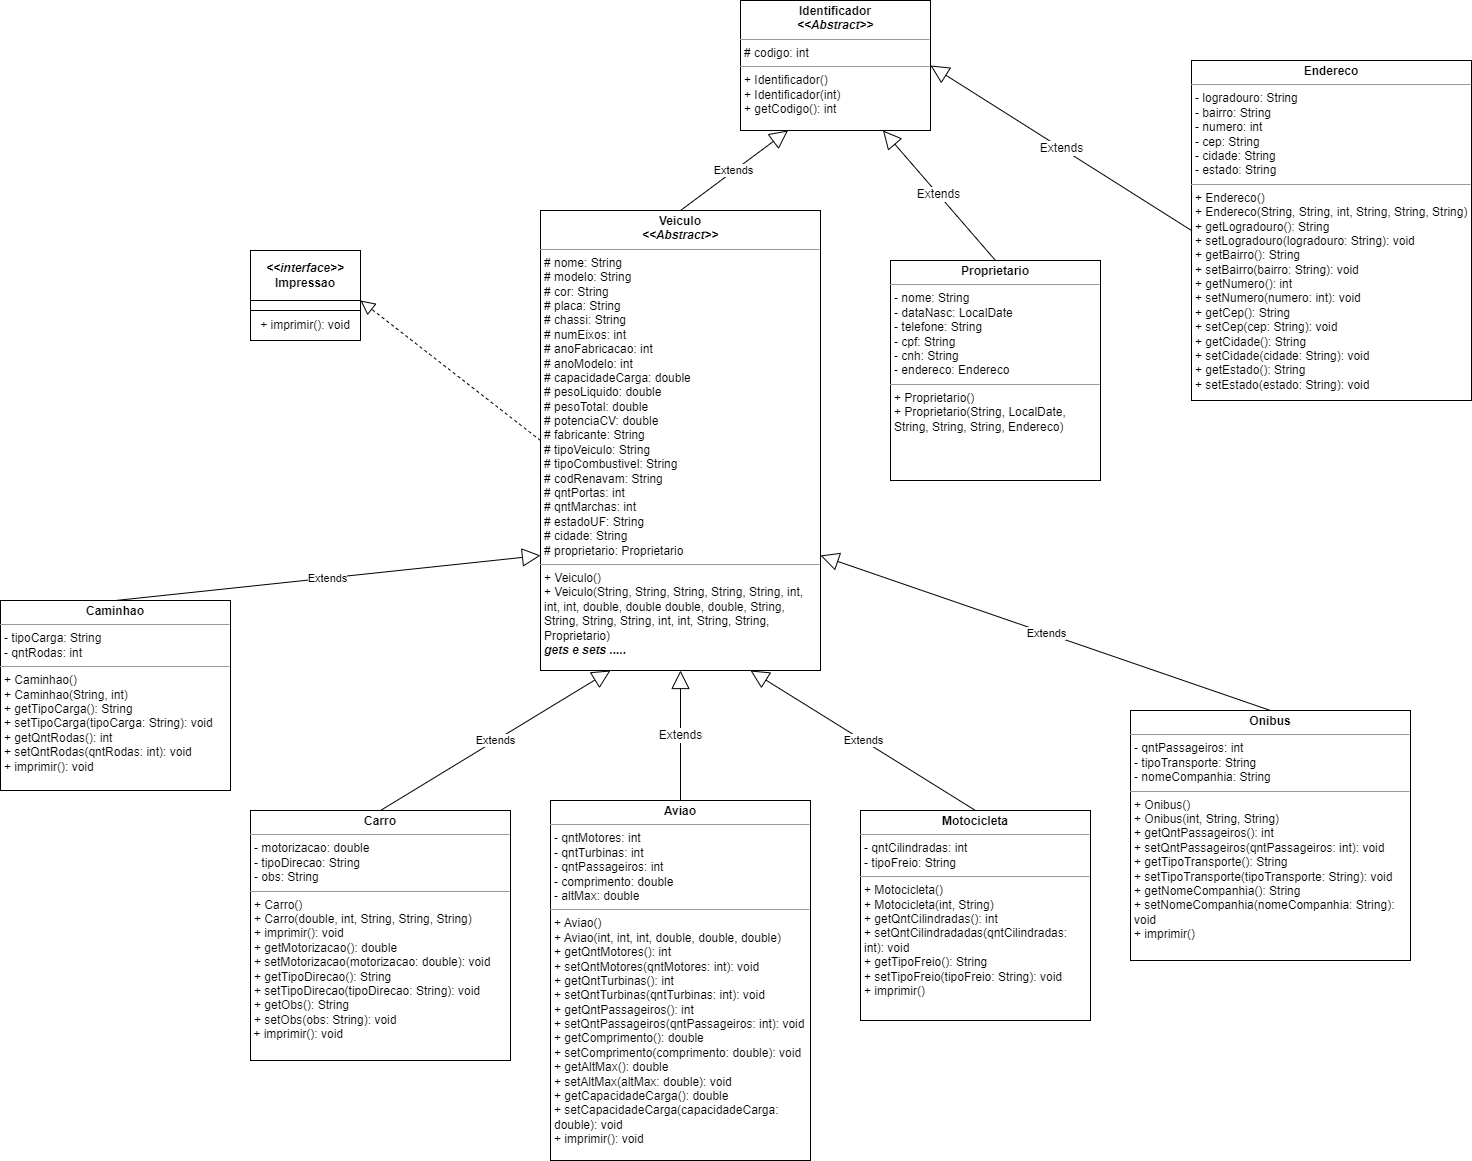 Identificador
<<Abstract>>
# codigo: int
+ Identificador()
+ Identificador(int)
+ getCodigo(): int
Endereco
- logradouro: String
- bairro: String
- numero: int
- cep: String
- cidade: String
- estado: String
+ Endereco()
+ Endereco(String, String, int, String, String, String)
+ getLogradouro(): String
+ setLogradouro(logradouro: String): void
+ getBairro(): String
+ setBairro(bairro: String): void
+ getNumero(): int
+ setNumero(numero: int): void
+ getCep(): String
+ setCep(cep: String): void
+ getCidade(): String
+ setCidade(cidade: String): void
+ getEstado(): String
+ setEstado(estado: String): void
Extends
Extends
Extends
Veiculo
<<Abstract>>
# nome: String
# modelo: String
# cor: String
# placa: String
# chassi: String
# numEixos: int
# anoFabricacao: int
# anoModelo: int
# capacidadeCarga: double
# pesoLiquido: double
# pesoTotal: double
# potenciaCV: double
# fabricante: String
# tipoVeiculo: String
# tipoCombustivel: String
# codRenavam: String
# qntPortas: int
# qntMarchas: int
# estadoUF: String
# cidade: String
# proprietario: Proprietario
+ Veiculo()
+ Veiculo(String, String, String, String, String, int,
int, int, double, double double, double, String,
String, String, String, int, int, String, String,
Proprietario)
gets e sets .....
<<interface>>
Impressao
+ imprimir(): void
Proprietario
- nome: String
- dataNasc: LocalDate
- telefone: String
- cpf: String
- cnh: String
- endereco: Endereco
+ Proprietario()
+ Proprietario(String, LocalDate,
String, String, String, Endereco)
Extends
Extends
Extends
Extends
Extends
Caminhao
- tipoCarga: String
- qntRodas: int
+ Caminhao()
+ Caminhao(String, int)
+ getTipoCarga(): String
+ setTipoCarga(tipoCarga: String): void
+ getQntRodas(): int
+ setQntRodas(qntRodas: int): void
+ imprimir(): void
Carro
- motorizacao: double
- tipoDirecao: String
- obs: String
+ Carro()
+ Carro(double, int, String, String, String)
+ imprimir(): void
+ getMotorizacao(): double
+ setMotorizacao(motorizacao: double): void
+ getTipoDirecao(): String
+ setTipoDirecao(tipoDirecao: String): void
+ getObs(): String
+ setObs(obs: String): void
+ imprimir(): void
Aviao
- qntMotores: int
- qntTurbinas: int
- qntPassageiros: int
- comprimento: double
- altMax: double
+ Aviao()
+ Aviao(int, int, int, double, double, double)
+ getQntMotores(): int
+ setQntMotores(qntMotores: int): void
+ getQntTurbinas(): int
+ setQntTurbinas(qntTurbinas: int): void
+ getQntPassageiros(): int
+ setQntPassageiros(qntPassageiros: int): void
+ getComprimento(): double
+ setComprimento(comprimento: double): void
+ getAltMax(): double
+ setAltMax(altMax: double): void
+ getCapacidadeCarga(): double
+ setCapacidadeCarga(capacidadeCarga:
double): void
+ imprimir(): void
Motocicleta
- qntCilindradas: int
- tipoFreio: String
+ Motocicleta()
+ Motocicleta(int, String)
+ getQntCilindradas(): int
+ setQntCilindradadas(qntCilindradas:
int): void
+ getTipoFreio(): String
+ setTipoFreio(tipoFreio: String): void
+ imprimir()
Onibus
- qntPassageiros: int
- tipoTransporte: String
- nomeCompanhia: String
+ Onibus()
+ Onibus(int, String, String)
+ getQntPassageiros(): int
+ setQntPassageiros(qntPassageiros: int): void
+ getTipoTransporte(): String
+ setTipoTransporte(tipoTransporte: String): void
+ getNomeCompanhia(): String
+ setNomeCompanhia(nomeCompanhia: String):
void
+ imprimir()